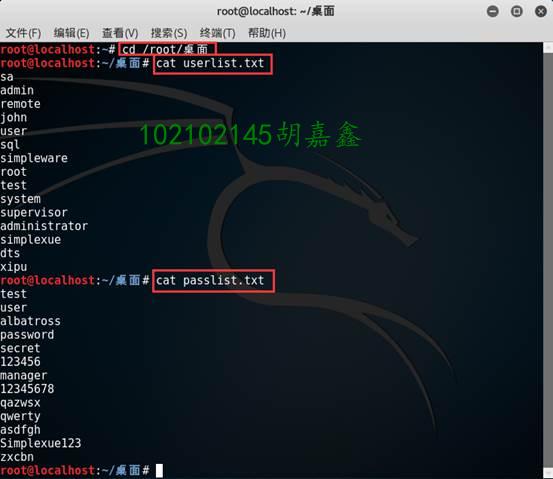 root@localhost: ~/桌面
文件(F) 编辑(E) 查看(V) 搜索(S) 终端(T) 帮助(H)
root@localhost:~# cd /root/桌面
root@localhost:~/桌面# cat userlist.txt
sa
admin
remote
john
user
sql
simpleware
root
test
system
supervisor
administrator
simplexue
dts
xipu
102102145胡嘉鑫
root@localhost:~/桌面# cat passlist.txt
test
user
albatross
password
secret
123456
manager
12345678
qazwsx
qwerty
asdfgh
Simplexue123
zxcbn
root@localhost:~/桌面#